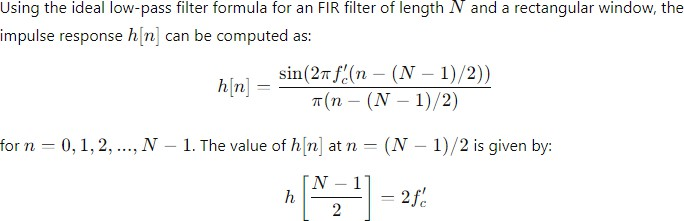 Using the ideal low-pass filter formula for an FIR filter of length N and a rectangular window, the
impulse response h[n] can be computed as:
h[n] = \frac{\sin(2\pi f_c'(n - (N - 1)/2))}{\pi(n - (N - 1)/2)}
for n = 0, 1, 2, ..., N − 1. The value of h[n] at n = (N − 1)/2 is given by:
h\left[\frac{N - 1}{2}\right] = 2f_c'